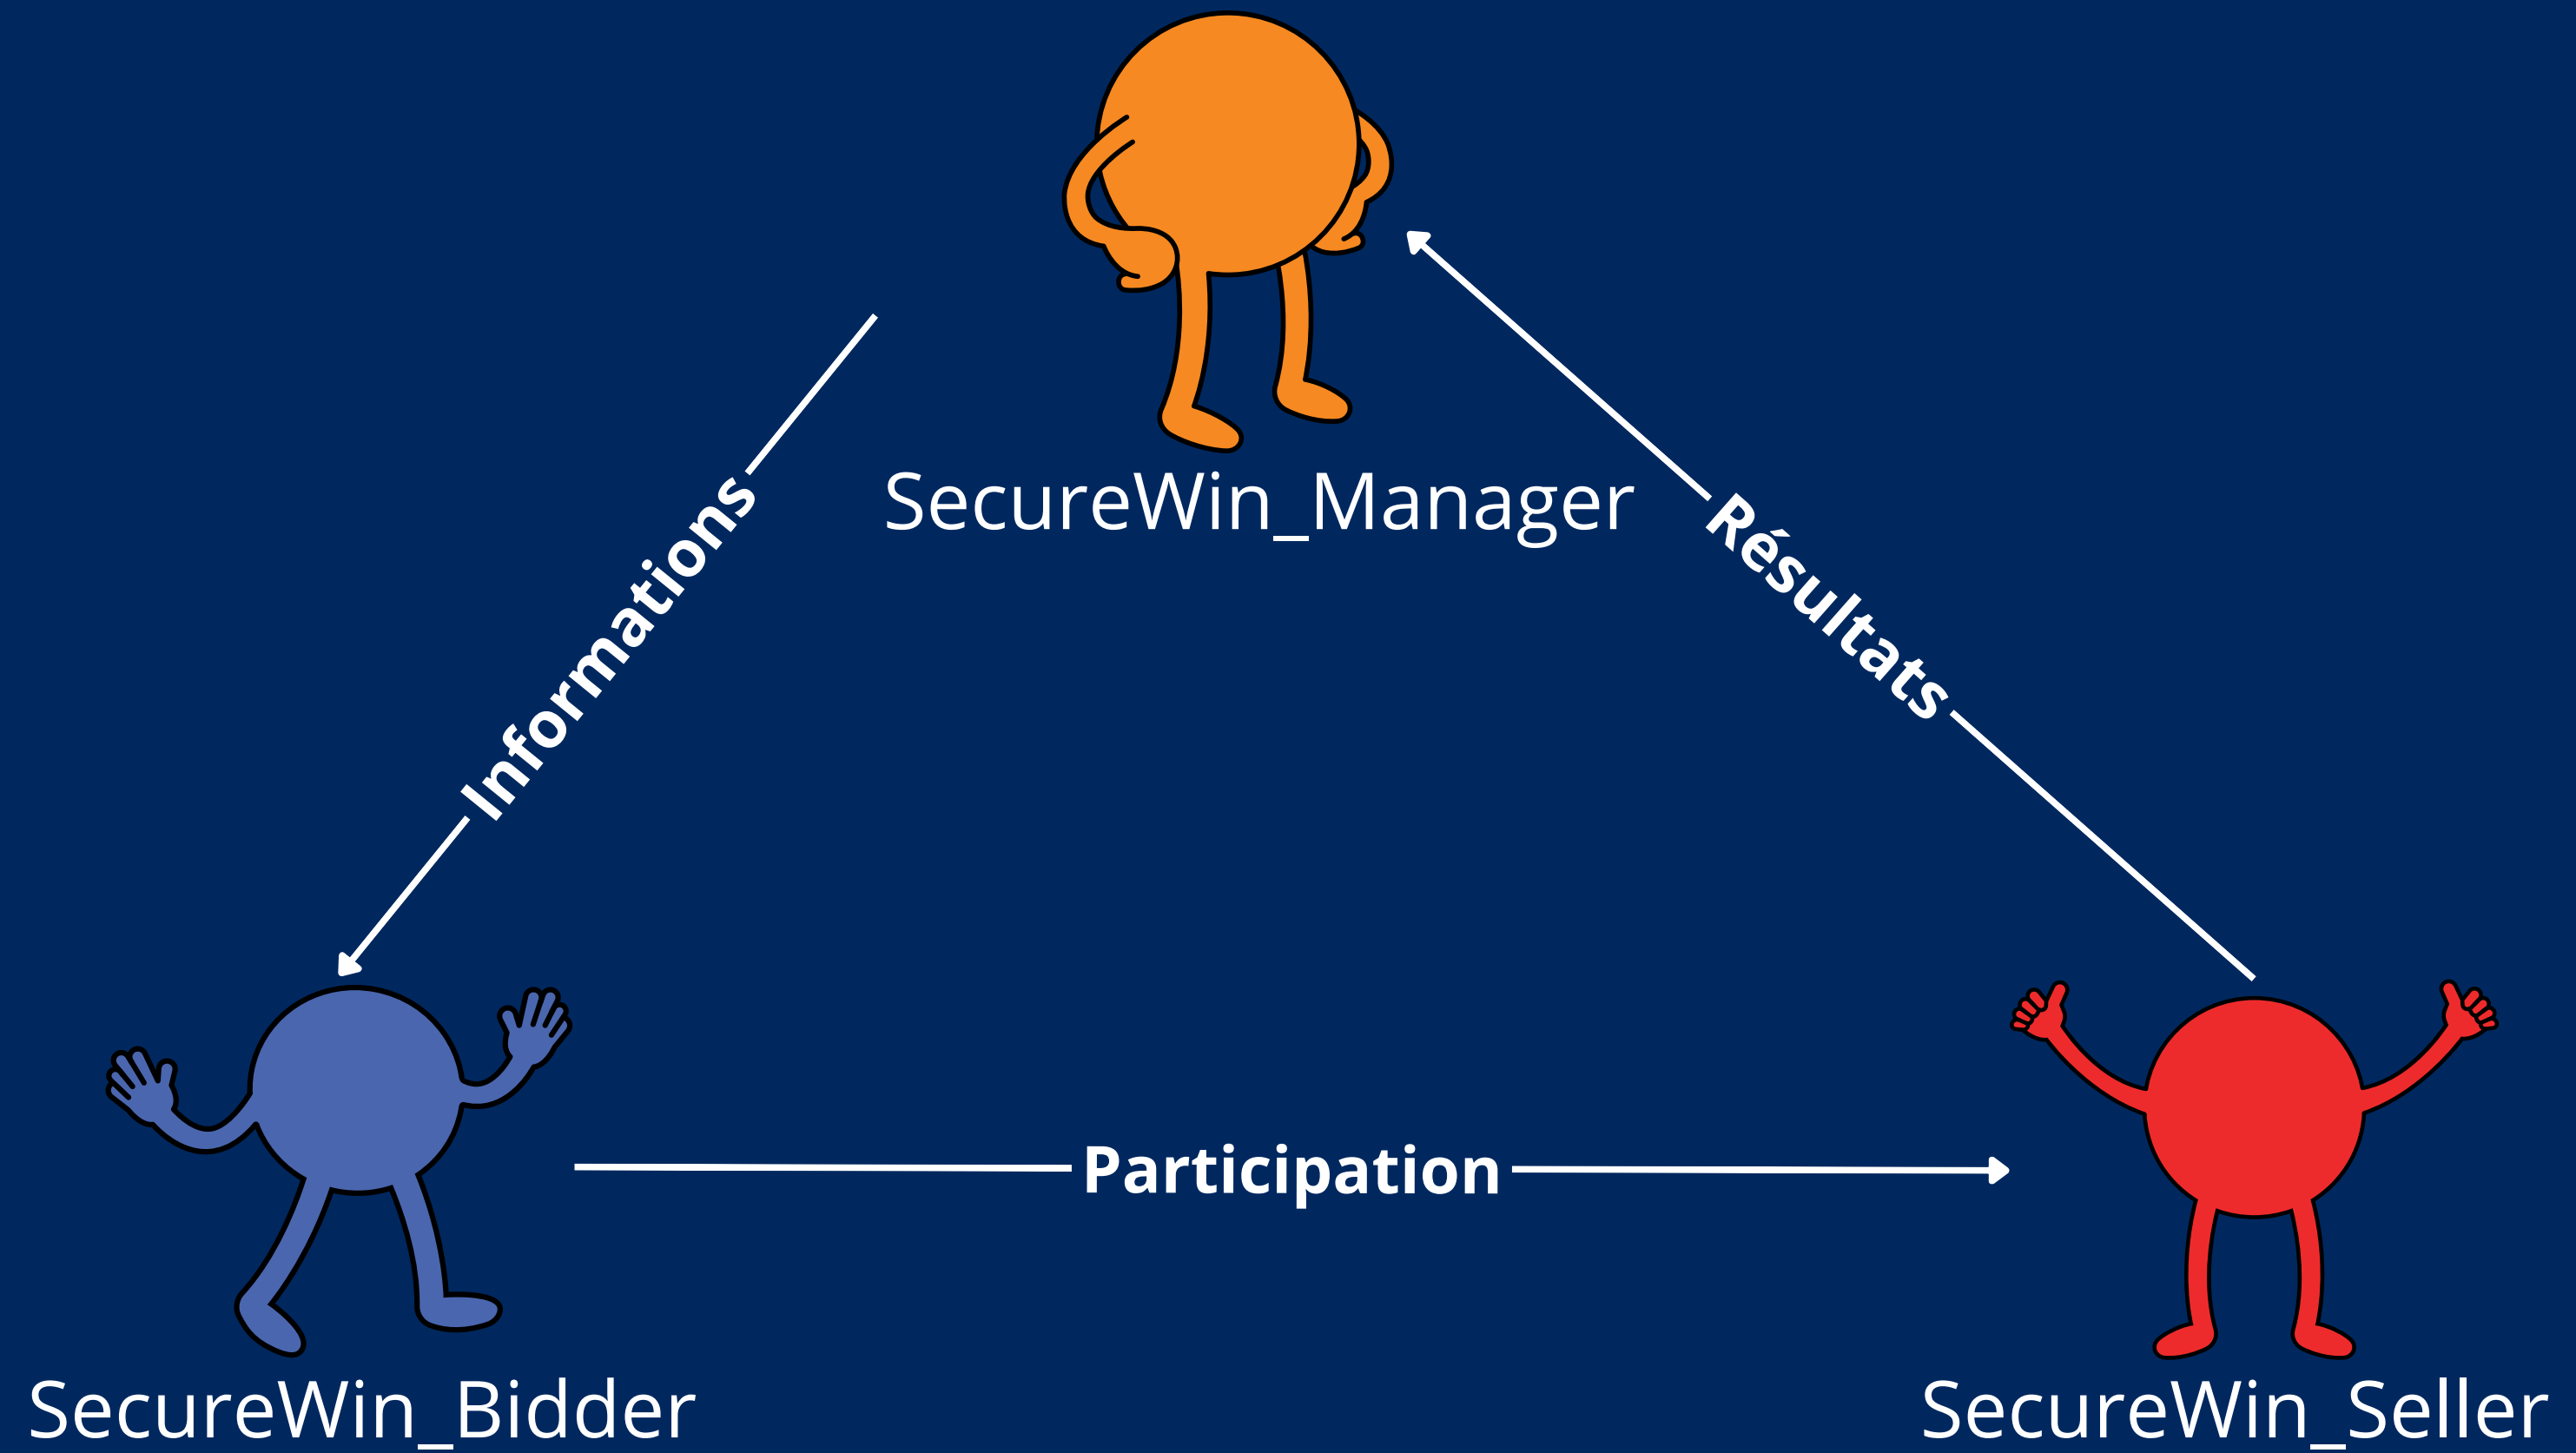 SecureWin_Manager
Informations
Résultats
Participation
SecureWin_Bidder
SecureWin_Seller